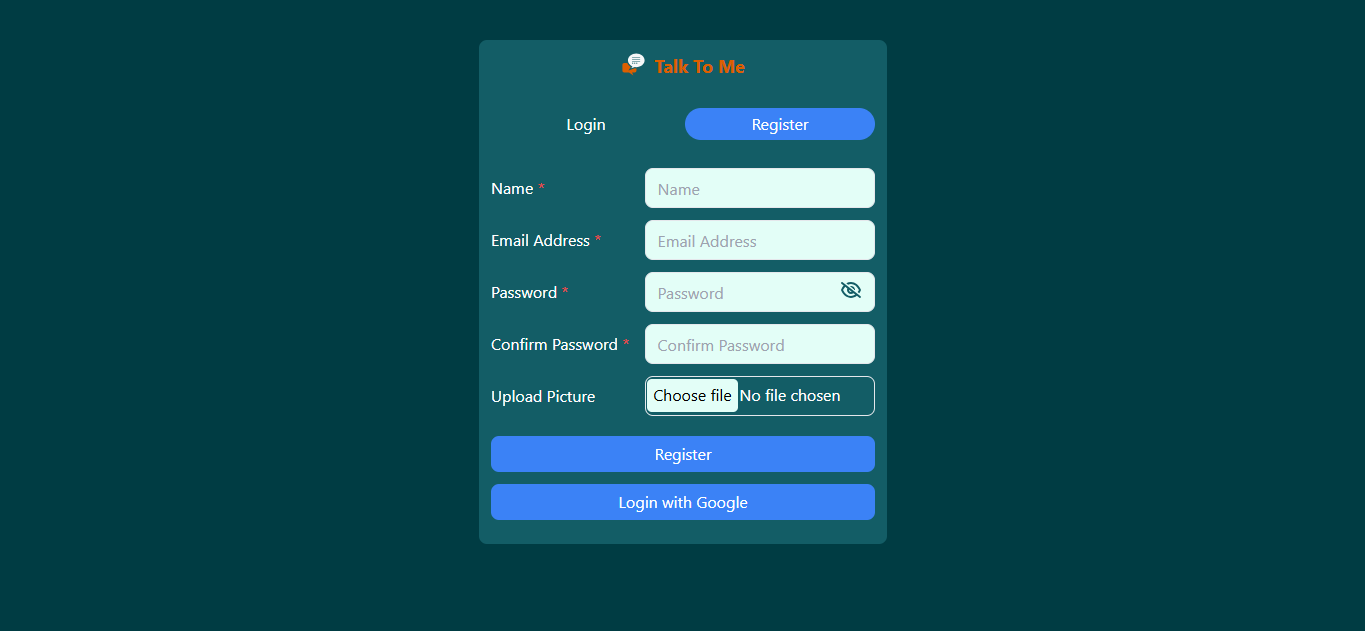 Talk To Me
Login Register
Name * Name
Email Address * Email Address
Password * Password
Confirm Password * Confirm Password
Upload Picture Choose file No file chosen
Register
Login with Google